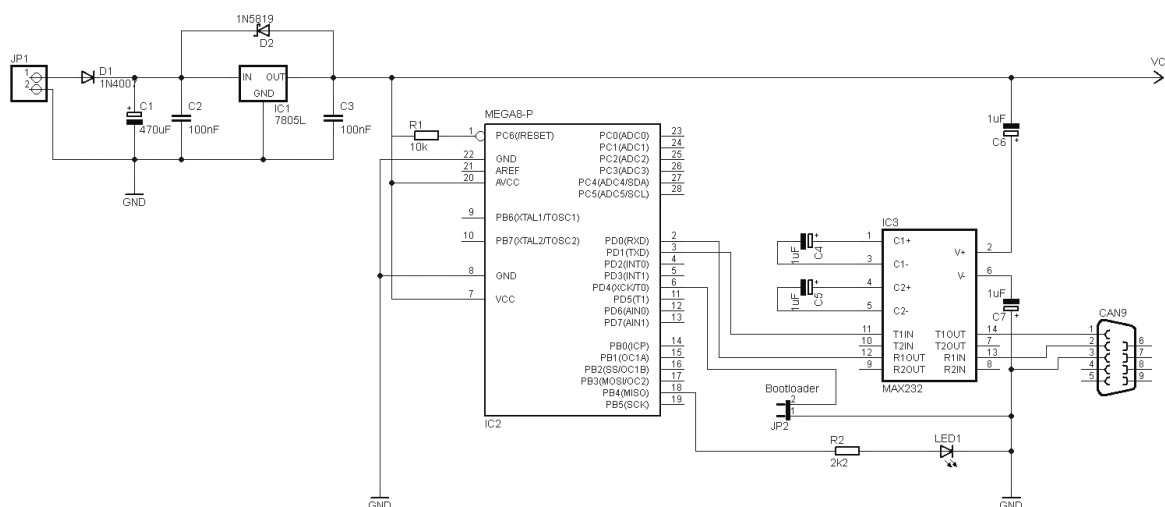 1N5819
D2
JP1
1
2
D1
1N4007
C1
470uF
C2
100nF
IN OUT
GND
IC1
7805L
C3
100nF
GND
VC
MEGA8-P
R1
10k
1 PC6(/RESET)
22 GND
21 AREF
20 AVCC
9 PB6(XTAL1/TOSC1)
10 PB7(XTAL2/TOSC2)
8 GND
7 VCC
PC0(ADC0) 23
PC1(ADC1) 24
PC2(ADC2) 25
PC3(ADC3) 26
PC4(ADC4/SDA) 27
PC5(ADC5/SCL) 28
PD0(RXD) 2
PD1(TXD) 3
PD2(INT0) 4
PD3(INT1) 5
PD4(XCK/T0) 6
PD5(T1) 11
PD6(AIN0) 12
PD7(AIN1) 13
PB0(ICP) 14
PB1(OC1A) 15
PB2(SS/OC1B) 16
PB3(MOSI/OC2) 17
PB4(MISO) 18
PB5(SCK) 19
IC2
GND
1uF
C6
IC3
1uF
C4
1uF
C5
1 C1+
3 C1-
4 C2+
5 C2-
V+ 2
V- 6
11 T1IN
10 T2IN
12 R1OUT
9 R2OUT
T1OUT 14
T2OUT 7
R1IN 13
R2IN 8
MAX232
1uF
C7
CAN9
1
2
3
4
5
6
7
8
9
Bootloader
2
1
JP2
R2
2k2
LED1
GND